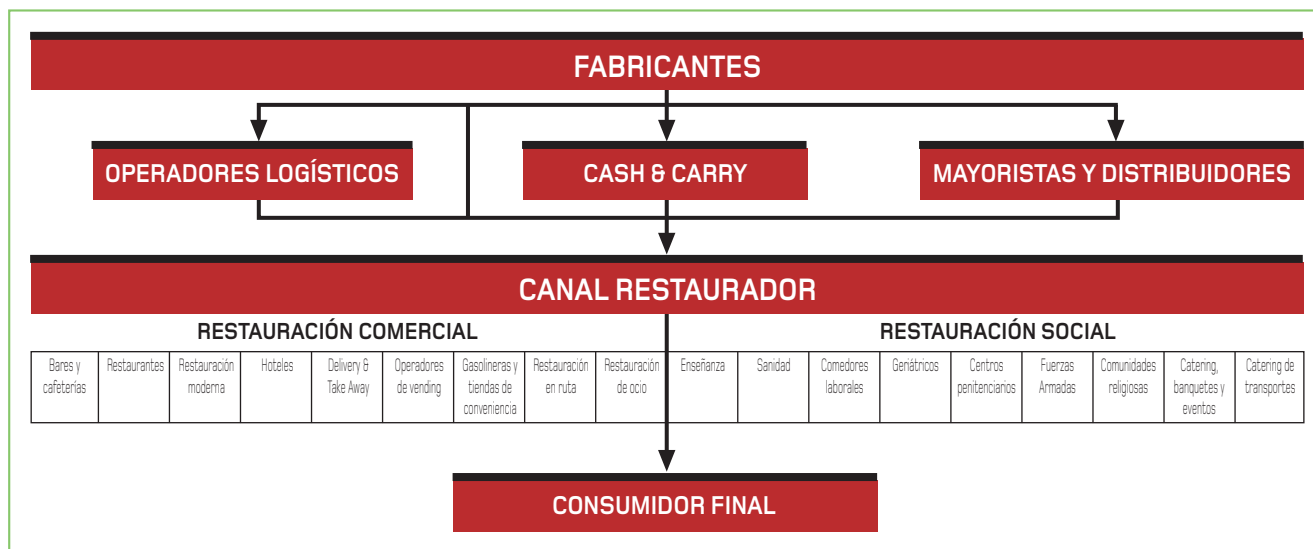 FABRICANTES
OPERADORES LOGÍSTICOS
CASH & CARRY
MAYORISTAS Y DISTRIBUIDORES
CANAL RESTAURADOR
RESTAURACIÓN COMERCIAL
RESTAURACIÓN SOCIAL
Bares y
cafeterías
Restaurantes
Restauración
moderna
Hoteles
Delivery &
Take Away
Operadores
de vending
Gasolineras y
tiendas de
conveniencia
Restauración
en ruta
Restauración
de ocio
Enseñanza
Sanidad
Comedores
laborales
Geriátricos
Centros
penitenciarios
Fuerzas
Armadas
Comunidades
religiosas
Catering,
banquetes y
eventos
Catering de
transportes
CONSUMIDOR FINAL